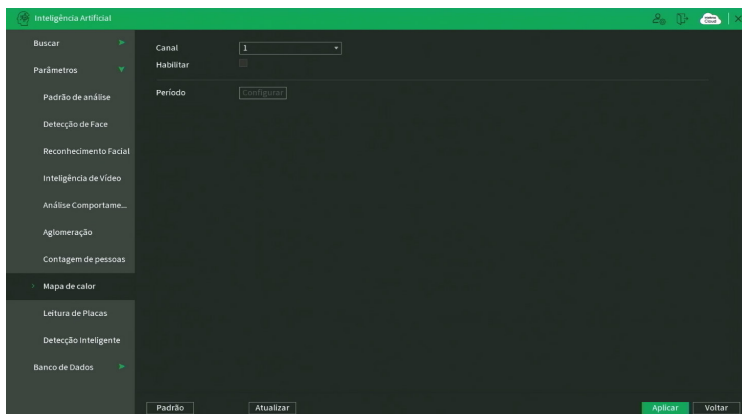 Inteligência Artificial
Cloud
Buscar
Parâmetros
Padrão de análise
Detecção de Face
Reconhecimento Facial
Inteligência de Vídeo
Análise Comportame...
Aglomeração
Contagem de pessoas
Mapa de calor
Leitura de Placas
Detecção Inteligente
Banco de Dados
Canal 1
Habilitar
Período Configurar
Padrão Atualizar Aplicar Voltar